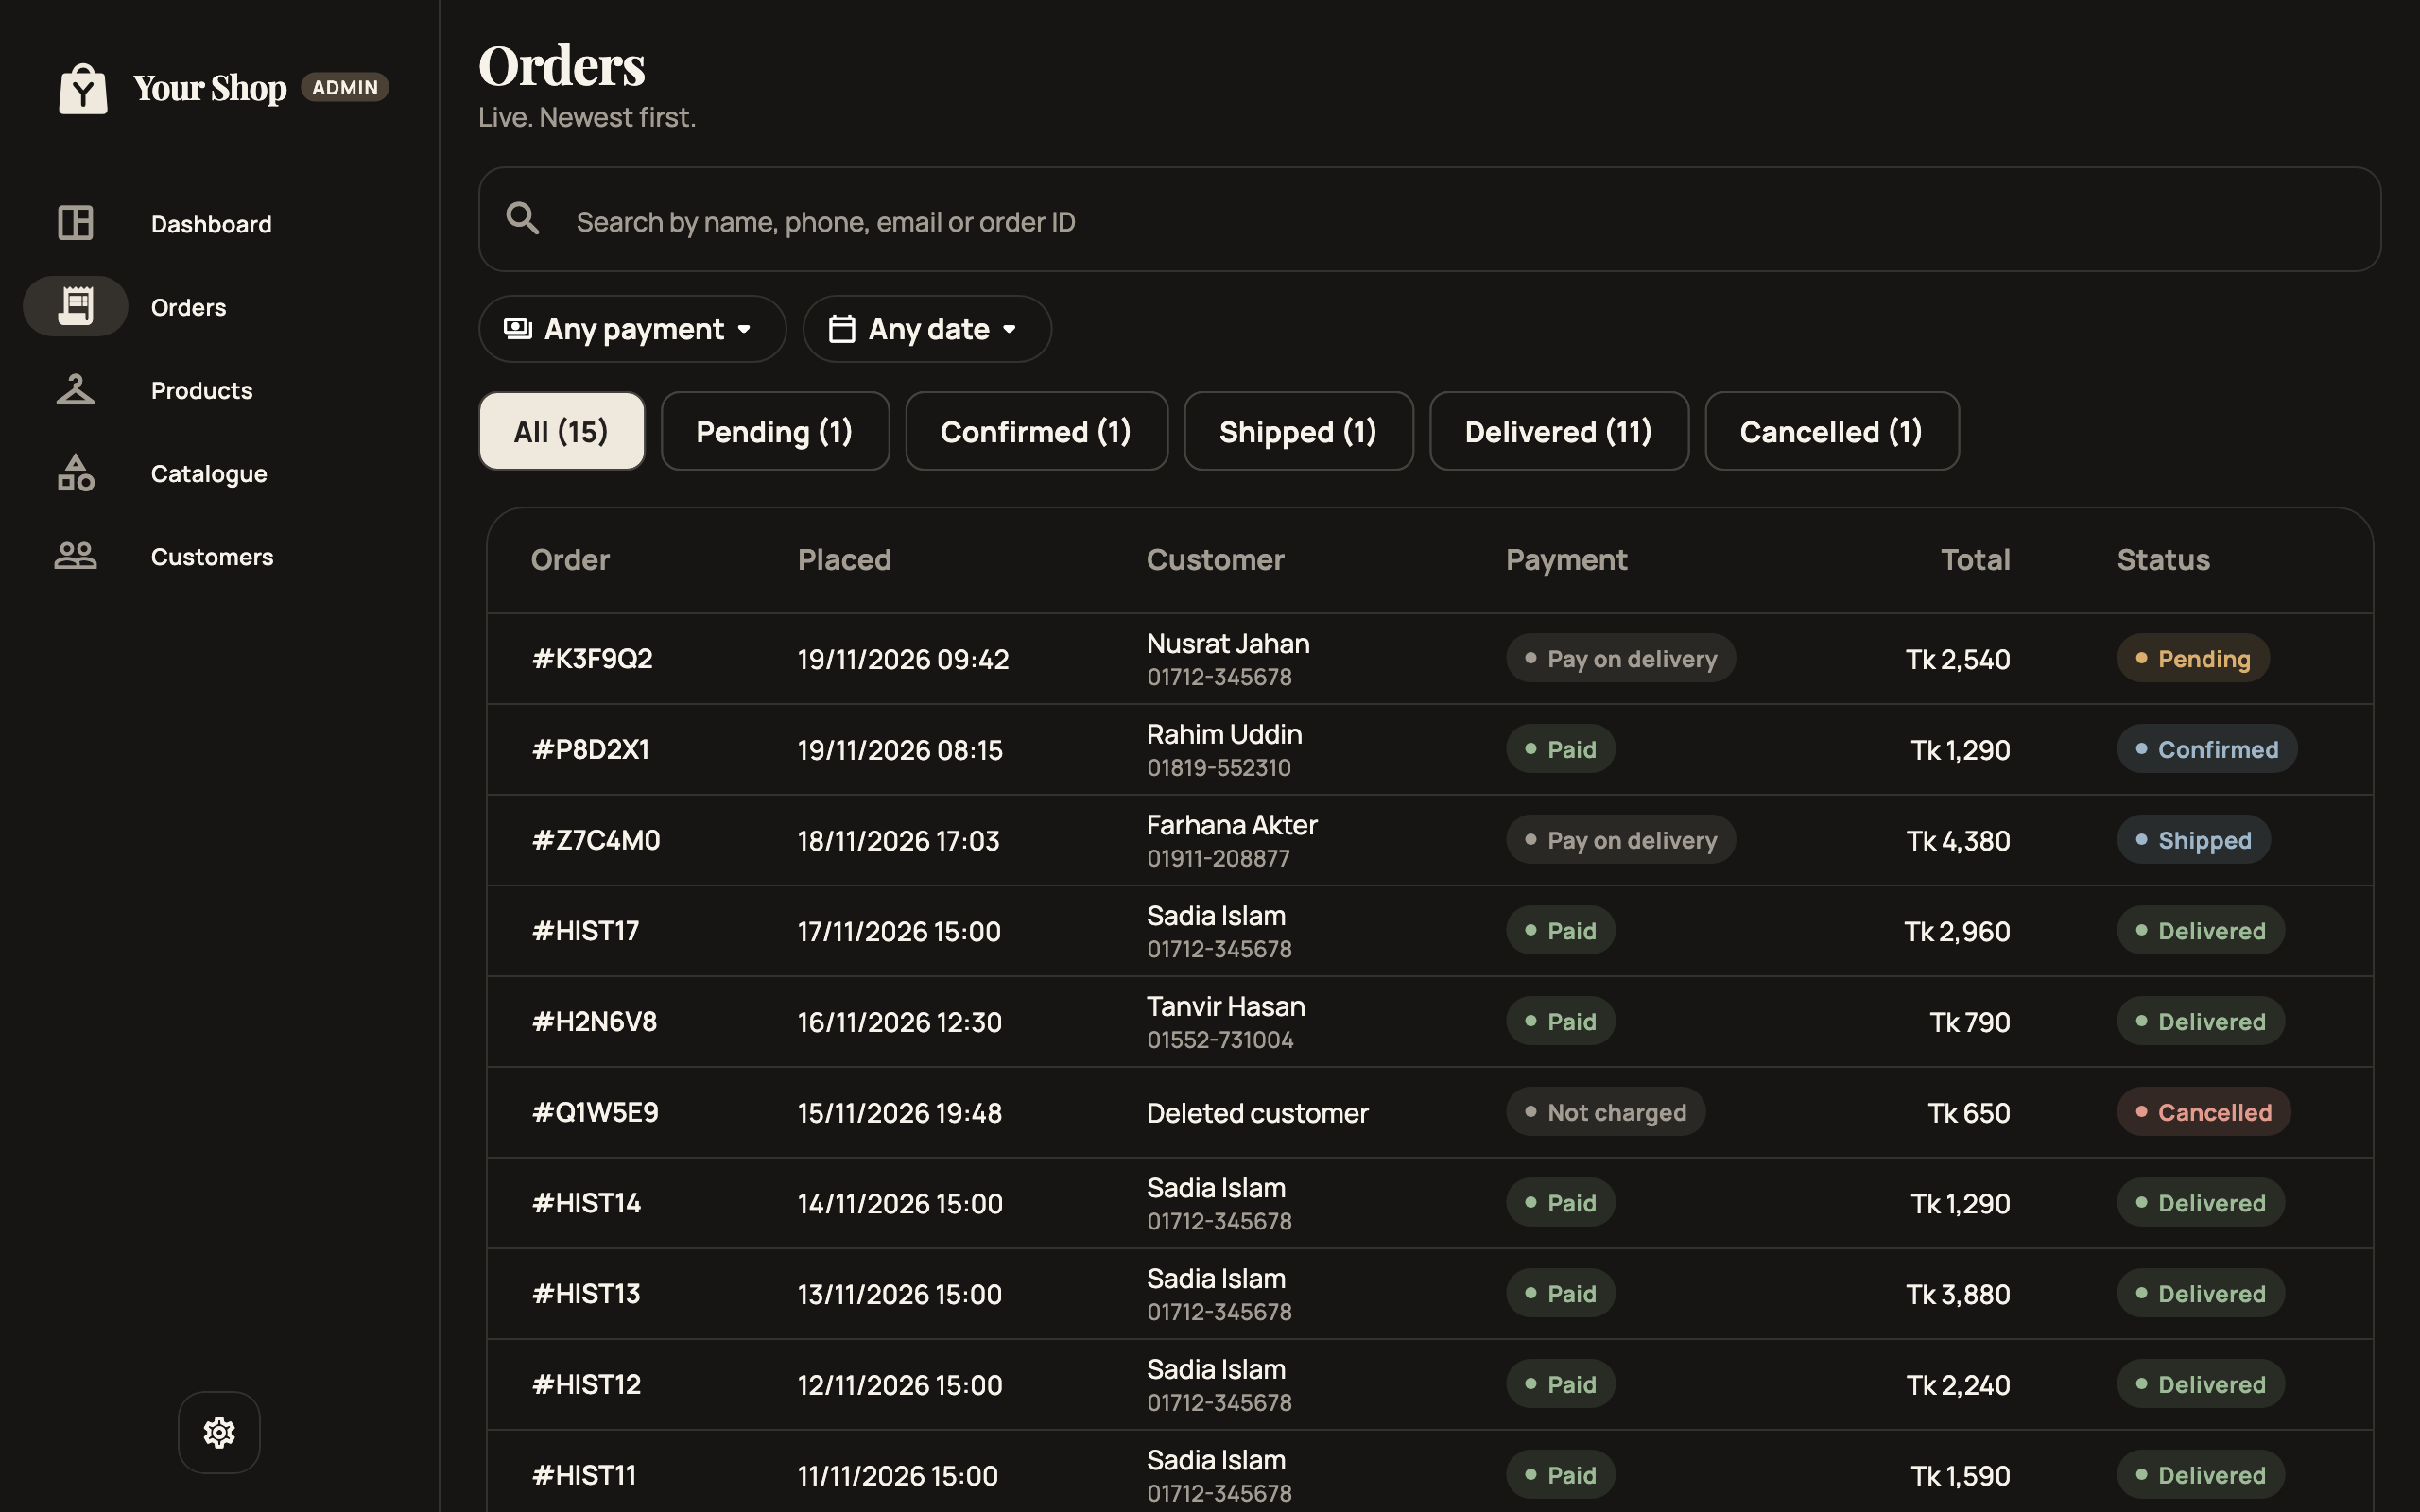 Your Shop ADMIN
Dashboard
Orders
Products
Catalogue
Customers
Orders
Live. Newest first.
Search by name, phone, email or order ID
Any payment Any date
All (15) Pending (1) Confirmed (1) Shipped (1) Delivered (11) Cancelled (1)
Order Placed Customer Payment Total Status
#K3F9Q2 19/11/2026 09:42 Nusrat Jahan Pay on delivery Tk 2,540 Pending
01712-345678
#P8D2X1 19/11/2026 08:15 Rahim Uddin Paid Tk 1,290 Confirmed
01819-552310
#Z7C4M0 18/11/2026 17:03 Farhana Akter Pay on delivery Tk 4,380 Shipped
01911-208877
#HIST17 17/11/2026 15:00 Sadia Islam Paid Tk 2,960 Delivered
01712-345678
#H2N6V8 16/11/2026 12:30 Tanvir Hasan Paid Tk 790 Delivered
01552-731004
#Q1W5E9 15/11/2026 19:48 Deleted customer Not charged Tk 650 Cancelled
#HIST14 14/11/2026 15:00 Sadia Islam Paid Tk 1,290 Delivered
01712-345678
#HIST13 13/11/2026 15:00 Sadia Islam Paid Tk 3,880 Delivered
01712-345678
#HIST12 12/11/2026 15:00 Sadia Islam Paid Tk 2,240 Delivered
01712-345678
#HIST11 11/11/2026 15:00 Sadia Islam Paid Tk 1,590 Delivered
01712-345678